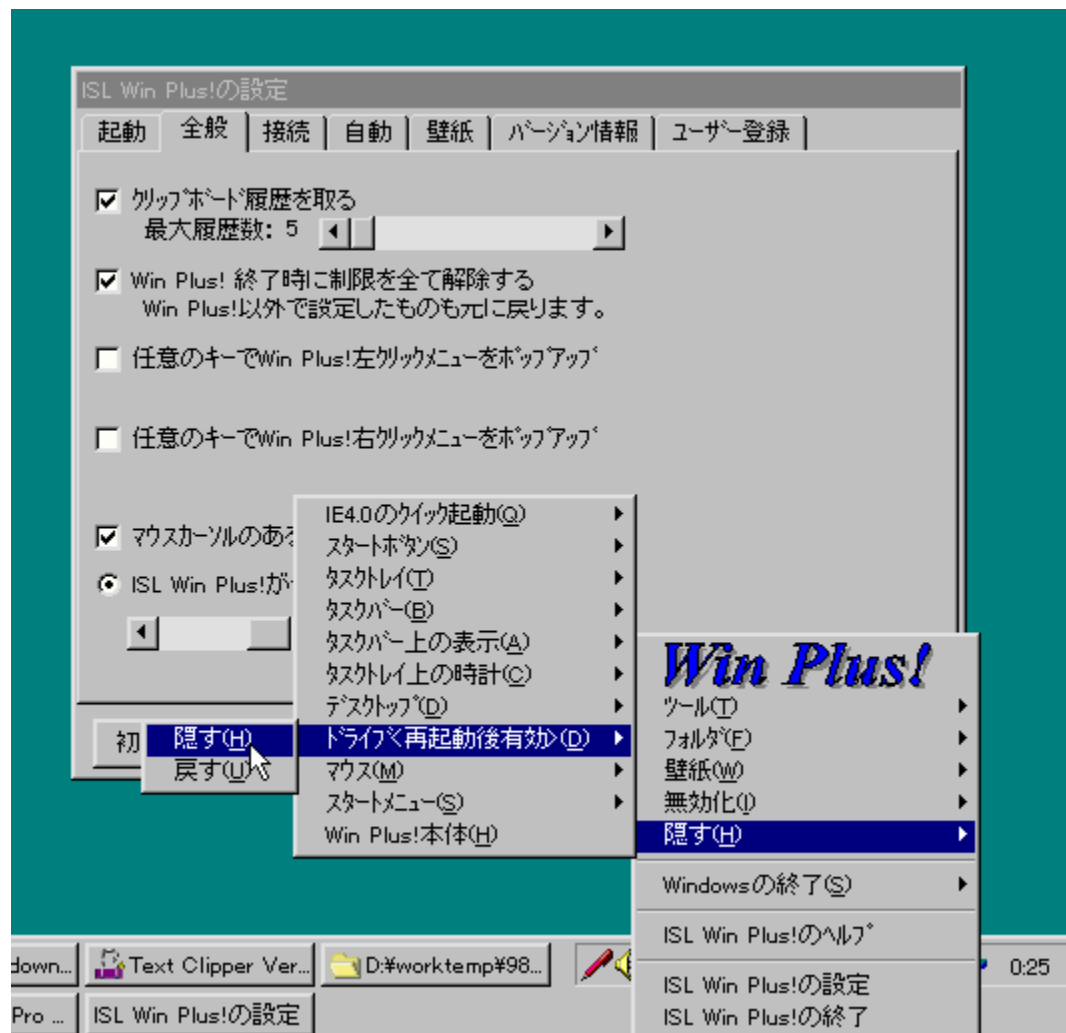 ISL Win Plus!の設定
起動 全般 接続 自動 壁紙 ﾊﾞｰｼﾞｮﾝ情報 ﾕｰｻﾞｰ登録
ｸﾘｯﾌﾟﾎﾞｰﾄﾞ履歴を取る
最大履歴数: 5
Win Plus! 終了時に制限を全て解除する
Win Plus!以外で設定したものも元に戻ります。
任意のｷｰでWin Plus!左ｸﾘｯｸﾒﾆｭｰをﾎﾟｯﾌﾟｱｯﾌﾟ
任意のｷｰでWin Plus!右ｸﾘｯｸﾒﾆｭｰをﾎﾟｯﾌﾟｱｯﾌﾟ
ﾏｳｽｶｰｿﾙのある
ISL Win Plus!が
初
隠す(H)
戻す(U)
IE4.0のｸｲｯｸ起動(Q)
ｽﾀｰﾄﾎﾞﾀﾝ(S)
ﾀｽｸﾄﾚｲ(T)
ﾀｽｸﾊﾞｰ(B)
ﾀｽｸﾊﾞｰ上の表示(A)
ﾀｽｸﾄﾚｲ上の時計(C)
ﾃﾞｽｸﾄｯﾌﾟ(D)
ﾄﾞﾗｲﾌﾞ<再起動後有効>(D)
ﾏｳｽ(M)
ｽﾀｰﾄﾒﾆｭｰ(S)
Win Plus!本体(H)
Win Plus!
ﾂｰﾙ(T)
ﾌｫﾙﾀﾞ(F)
壁紙(W)
無効化(I)
隠す(H)
Windowsの終了(S)
ISL Win Plus!のﾍﾙﾌﾟ
ISL Win Plus!の設定
ISL Win Plus!の終了
down... Text Clipper Ver... D:¥worktemp¥98... 0:25
Pro ... ISL Win Plus!の設定